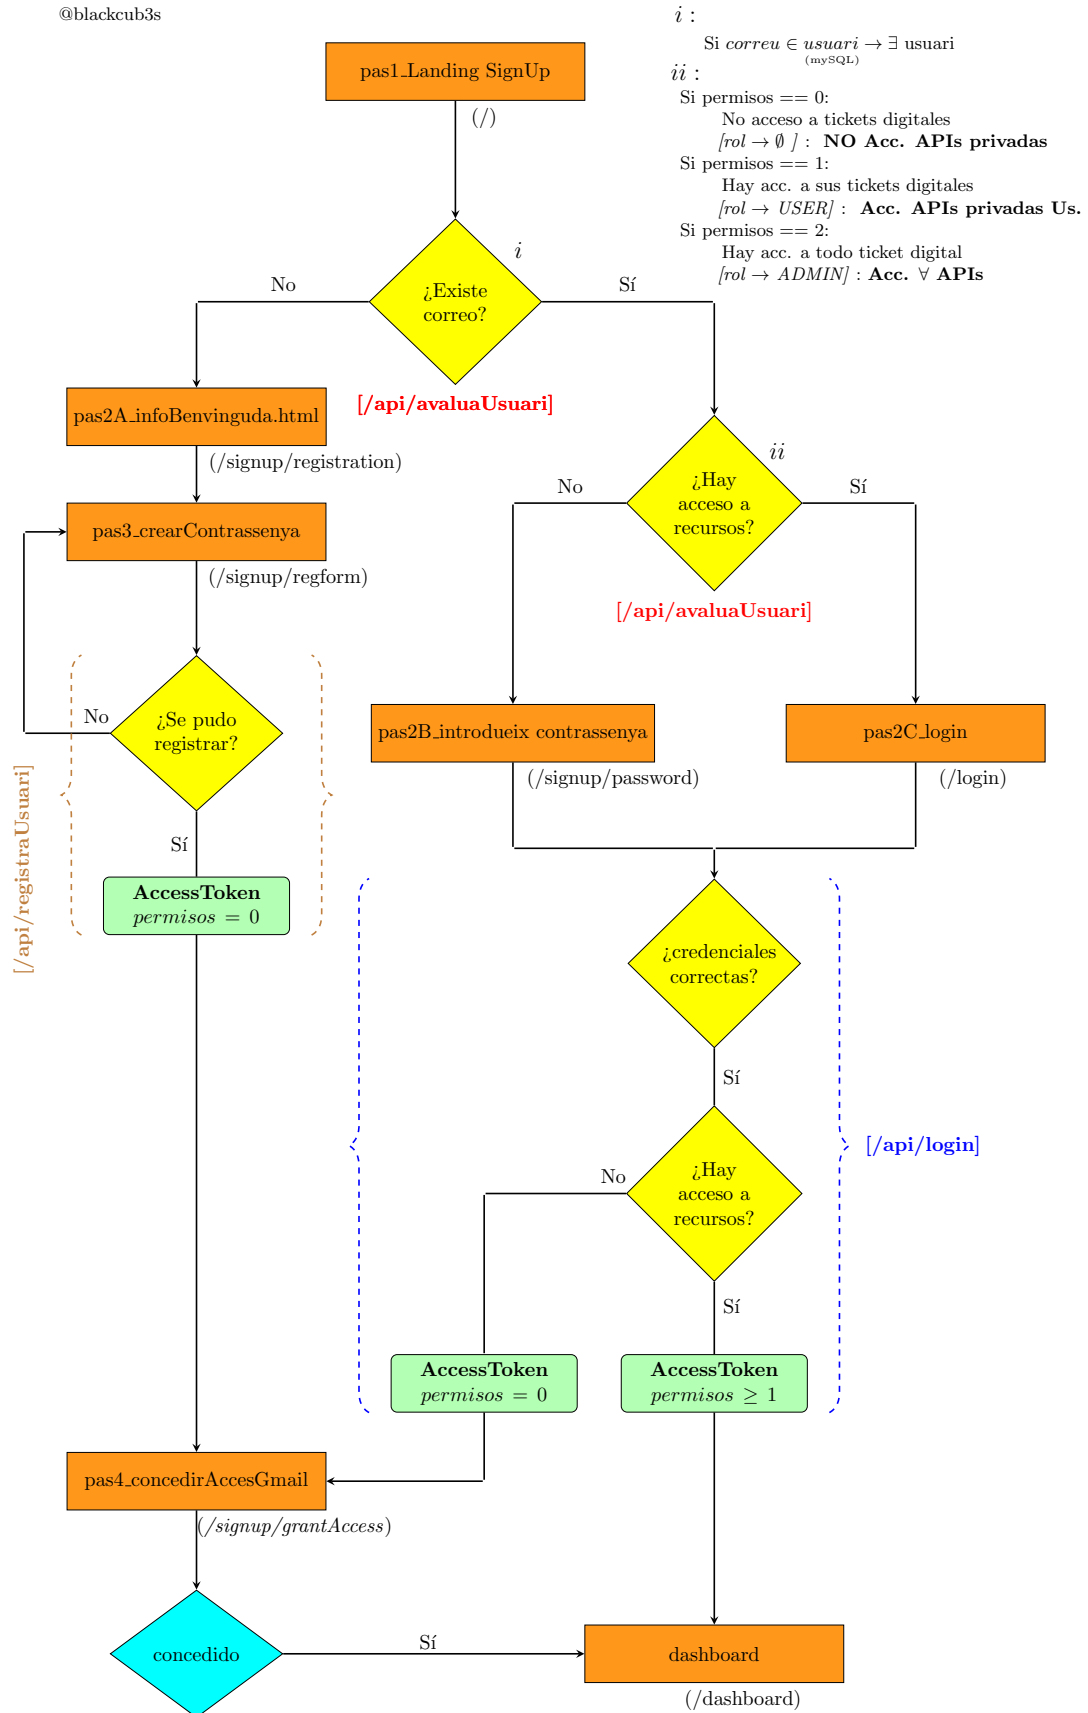 @blackcub3s
i :
Si correu ∈ usuari → ∃ usuari
(mySQL)
ii :
Si permisos == 0:
No acceso a tickets digitales
[rol → ∅ ] : NO Acc. APIs privadas
Si permisos == 1:
Hay acc. a sus tickets digitales
[rol → USER] : Acc. APIs privadas Us.
Si permisos == 2:
Hay acc. a todo ticket digital
[rol → ADMIN] : Acc. ∀ APIs
pas1_Landing SignUp
(/)
i
¿Existe
correo?
No
Sí
[/api/avaluaUsuari]
pas2A_infoBenvinguda.html
(/signup/registration)
pas3_crearContrassenya
(/signup/regform)
ii
¿Hay
acceso a
recursos?
No
Sí
[/api/avaluaUsuari]
¿Se pudo
registrar?
No
Sí
[/api/registraUsuari]
AccessToken
permisos = 0
pas2B_introdueix contrassenya
(/signup/password)
pas2C_login
(/login)
¿credenciales
correctas?
Sí
[/api/login]
¿Hay
acceso a
recursos?
No
Sí
AccessToken
permisos = 0
AccessToken
permisos ≥ 1
pas4_concedirAccesGmail
(/signup/grantAccess)
concedido
Sí
dashboard
(/dashboard)